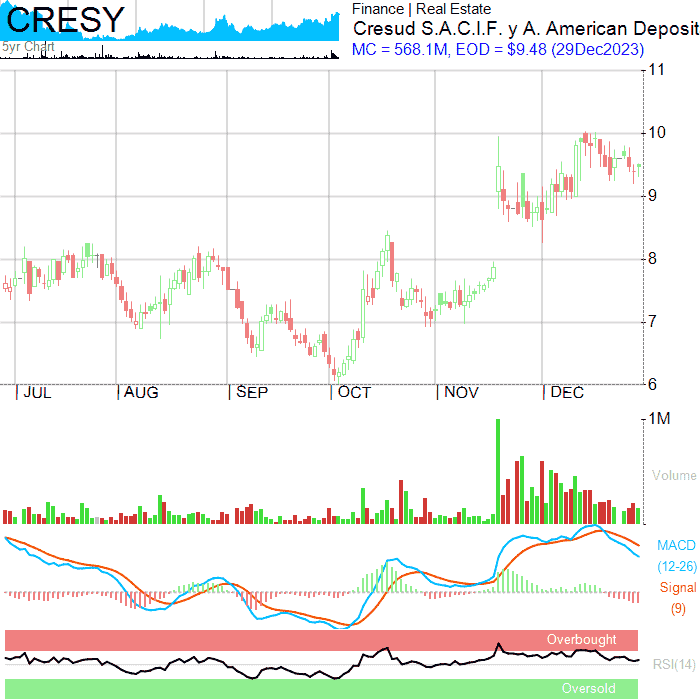 CRESY
5yr Chart
Finance | Real Estate
Cresud S.A.C.I.F. y A. American Deposit
MC = 568.1M, EOD = $9.48 (29Dec2023)
11
10
9
8
7
6
JUL AUG SEP OCT NOV DEC
1M
Volume
MACD
(12-26)
Signal
(9)
Overbought
RSI(14)
Oversold